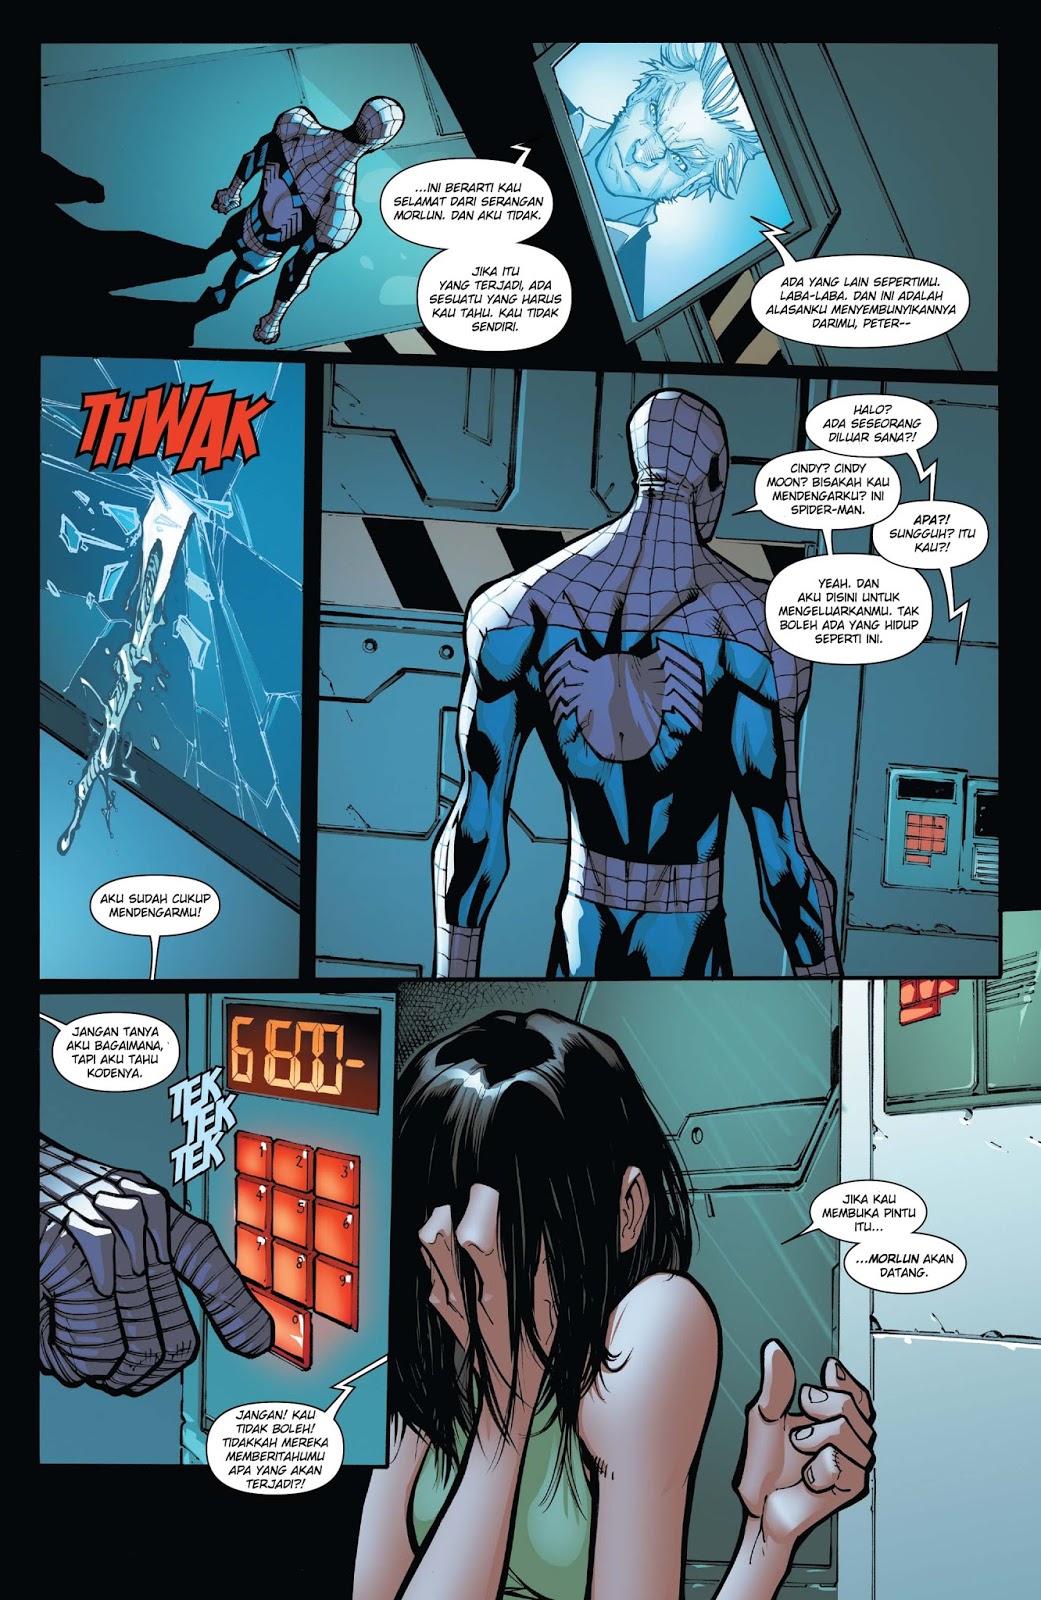 ...INI BERARTI KAU
SELAMAT DARI SERANGAN
MORLUN. DAN AKU TIDAK.
JIKA ITU
YANG TERJADI, ADA
SESUATU YANG HARUS
KAU TAHU. KAU TIDAK
SENDIRI.
ADA YANG LAIN SEPERTIMU.
LABA-LABA. DAN INI ADALAH
ALASANKU MENYEMBUNYIKANNYA
DARIMU, PETER--
THWAK
AKU SUDAH CUKUP
MENDENGARMU!
HALO?
ADA SESEORANG
DILUAR SANA?!
CINDY? CINDY
MOON? BISAKAH KAU
MENDENGARKU? INI
SPIDER-MAN.
APA?!
SUNGGUH? ITU
KAU?!
YEAH. DAN
AKU DISINI UNTUK
MENGELUARKANMU. TAK
BOLEH ADA YANG HIDUP
SEPERTI INI.
JANGAN TANYA
AKU BAGAIMANA,
TAPI AKU TAHU
KODENYA.
TEK
TEK
TEK
61800-
1 2 3
4 5 6
7 8 9
0
JANGAN! KAU
TIDAK BOLEH!
TIDAKKAH MEREKA
MEMBERITAHUMU
APA YANG AKAN
TERJADI?!
JIKA KAU
MEMBUKA PINTU
ITU...
...MORLUN AKAN
DATANG.